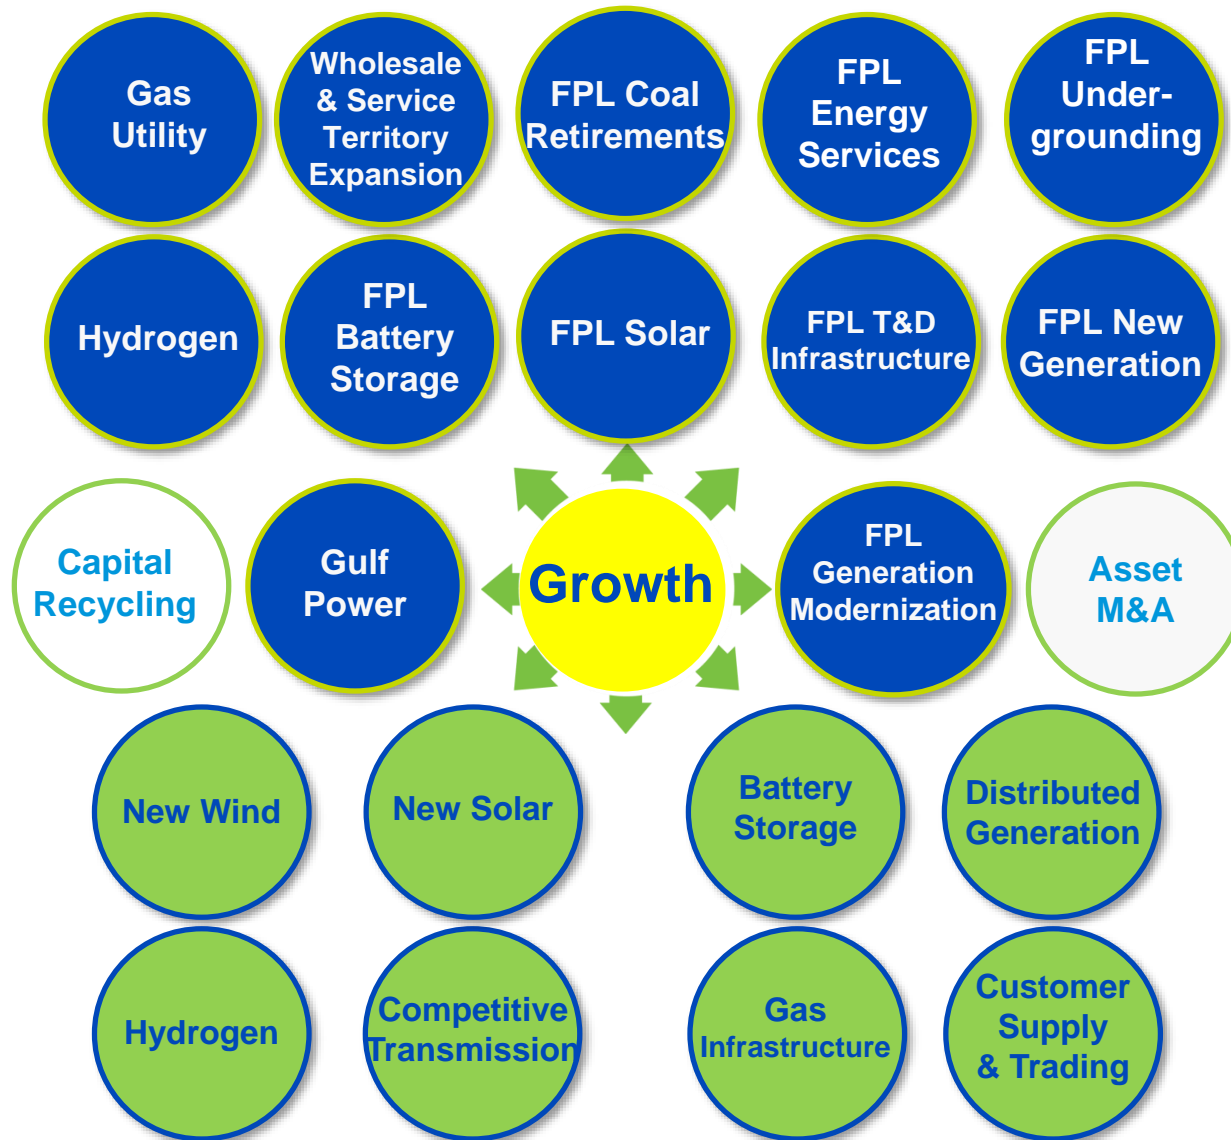 Gas
Utility
Wholesale
& Service
Territory
Expansion
FPL Coal
Retirements
FPL
Energy
Services
FPL
Under-
grounding
Hydrogen
FPL
Battery
Storage
FPL Solar
FPL T&D
Infrastructure
FPL New
Generation
Capital
Recycling
Gulf
Power
Growth
FPL
Generation
Modernization
Asset
M&A
New Wind
New Solar
Battery
Storage
Distributed
Generation
Hydrogen
Competitive
Transmission
Gas
Infrastructure
Customer
Supply
& Trading